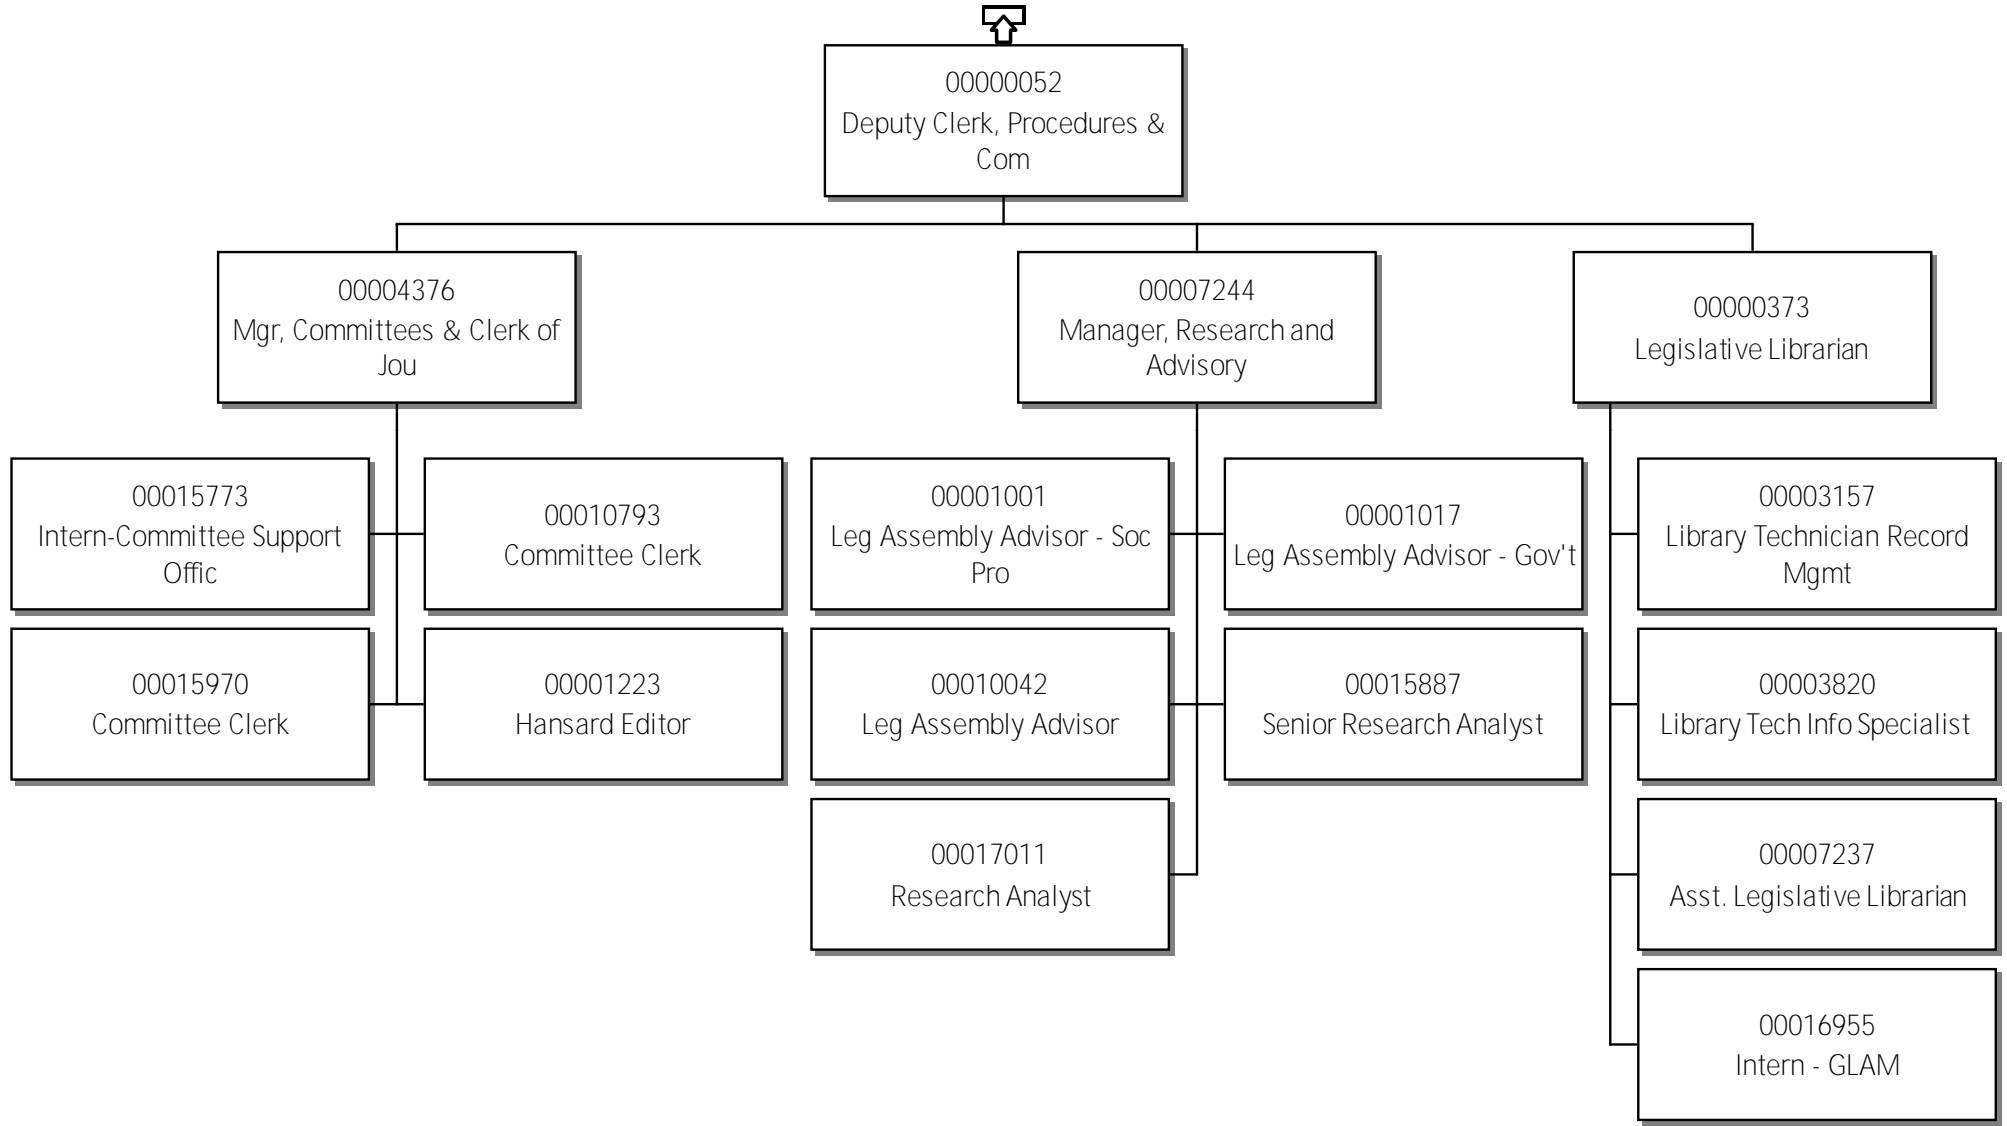 00000052
Deputy Clerk, Procedures &
Com
00004376
Mgr, Committees & Clerk of
Jou
00007244
Manager, Research and
Advisory
00000373
Legislative Librarian
00015773
Intern-Committee Support
Offic
00010793
Committee Clerk
00001001
Leg Assembly Advisor - Soc
Pro
00001017
Leg Assembly Advisor - Gov't
00003157
Library Technician Record
Mgmt
00015970
Committee Clerk
00001223
Hansard Editor
00010042
Leg Assembly Advisor
00015887
Senior Research Analyst
00003820
Library Tech Info Specialist
00017011
Research Analyst
00007237
Asst. Legislative Librarian
00016955
Intern - GLAM